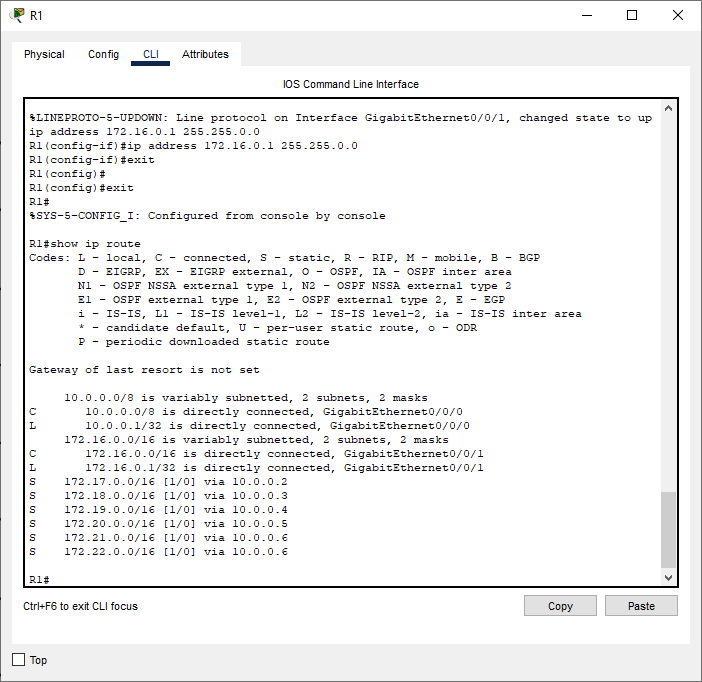 R1
Physical Config CLI Attributes
IOS Command Line Interface
%LINEPROTO-5-UPDOWN: Line protocol on Interface GigabitEthernet0/0/1, changed state to up
ip address 172.16.0.1 255.255.0.0
R1(config-if)#ip address 172.16.0.1 255.255.0.0
R1(config-if)#exit
R1(config)#
R1(config)#exit
R1#
%SYS-5-CONFIG_I: Configured from console by console
R1#show ip route
Codes: L - local, C - connected, S - static, R - RIP, M - mobile, B - BGP
D - EIGRP, EX - EIGRP external, O - OSPF, IA - OSPF inter area
N1 - OSPF NSSA external type 1, N2 - OSPF NSSA external type 2
E1 - OSPF external type 1, E2 - OSPF external type 2, E - EGP
i - IS-IS, L1 - IS-IS level-1, L2 - IS-IS level-2, ia - IS-IS inter area
* - candidate default, U - per-user static route, o - ODR
P - periodic downloaded static route
Gateway of last resort is not set
10.0.0.0/8 is variably subnetted, 2 subnets, 2 masks
C 10.0.0.0/8 is directly connected, GigabitEthernet0/0/0
L 10.0.0.1/32 is directly connected, GigabitEthernet0/0/0
172.16.0.0/16 is variably subnetted, 2 subnets, 2 masks
C 172.16.0.0/16 is directly connected, GigabitEthernet0/0/1
L 172.16.0.1/32 is directly connected, GigabitEthernet0/0/1
S 172.17.0.0/16 [1/0] via 10.0.0.2
S 172.18.0.0/16 [1/0] via 10.0.0.3
S 172.19.0.0/16 [1/0] via 10.0.0.4
S 172.20.0.0/16 [1/0] via 10.0.0.5
S 172.21.0.0/16 [1/0] via 10.0.0.6
S 172.22.0.0/16 [1/0] via 10.0.0.6
R1#
Ctrl+F6 to exit CLI focus
Copy Paste
Top